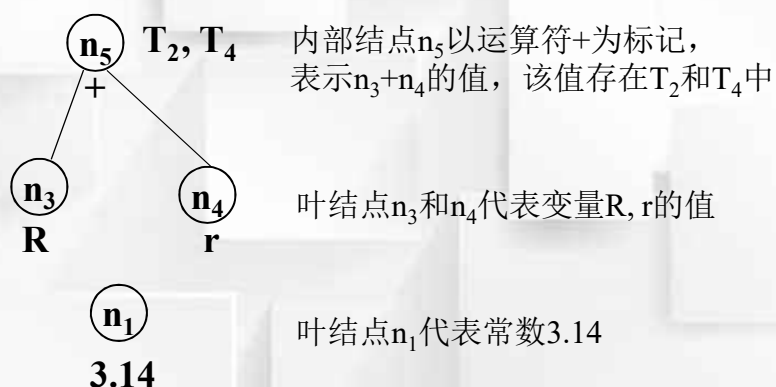 n₅ T₂, T₄ 内部结点n₅以运算符+为标记，
+ 表示n₃+n₄的值，该值存在T₂和T₄中
n₃ n₄ 叶结点n₃和n₄代表变量R, r的值
R r
n₁ 叶结点n₁代表常数3.14
3.14